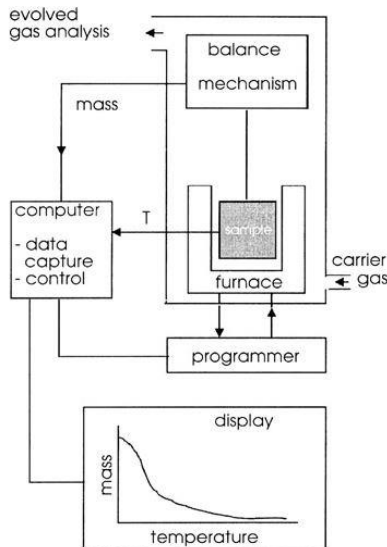 evolved
gas analysis
balance
mechanism
mass
computer
- data
capture
- control
T
sample
furnace
carrier
gas
programmer
display
mass
temperature